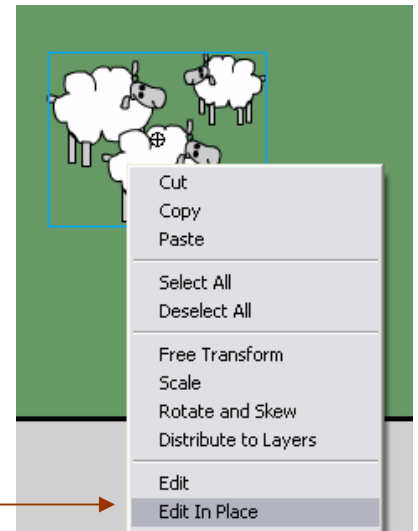 Cut
Copy
Paste
Select All
Deselect All
Free Transform
Scale
Rotate and Skew
Distribute to Layers
Edit
Edit In Place